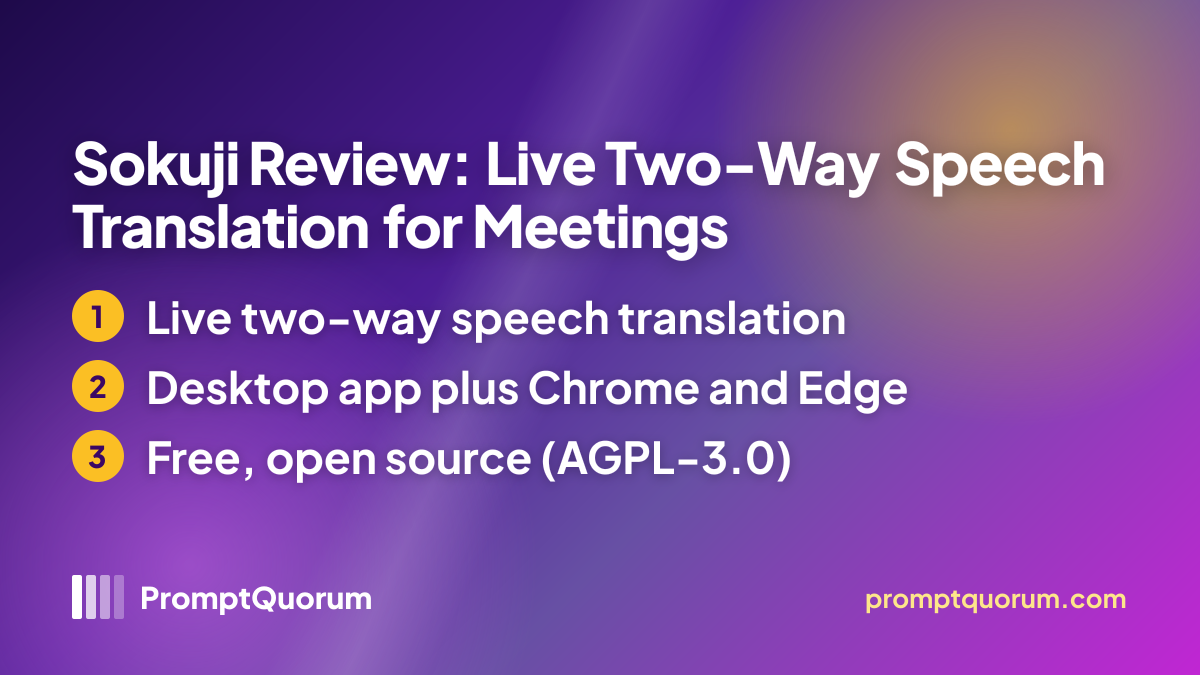 Sokuji Review: Live Two-Way Speech
Translation for Meetings
1 Live two-way speech translation
2 Desktop app plus Chrome and Edge
3 Free, open source (AGPL-3.0)
PromptQuorum
promptquorum.com